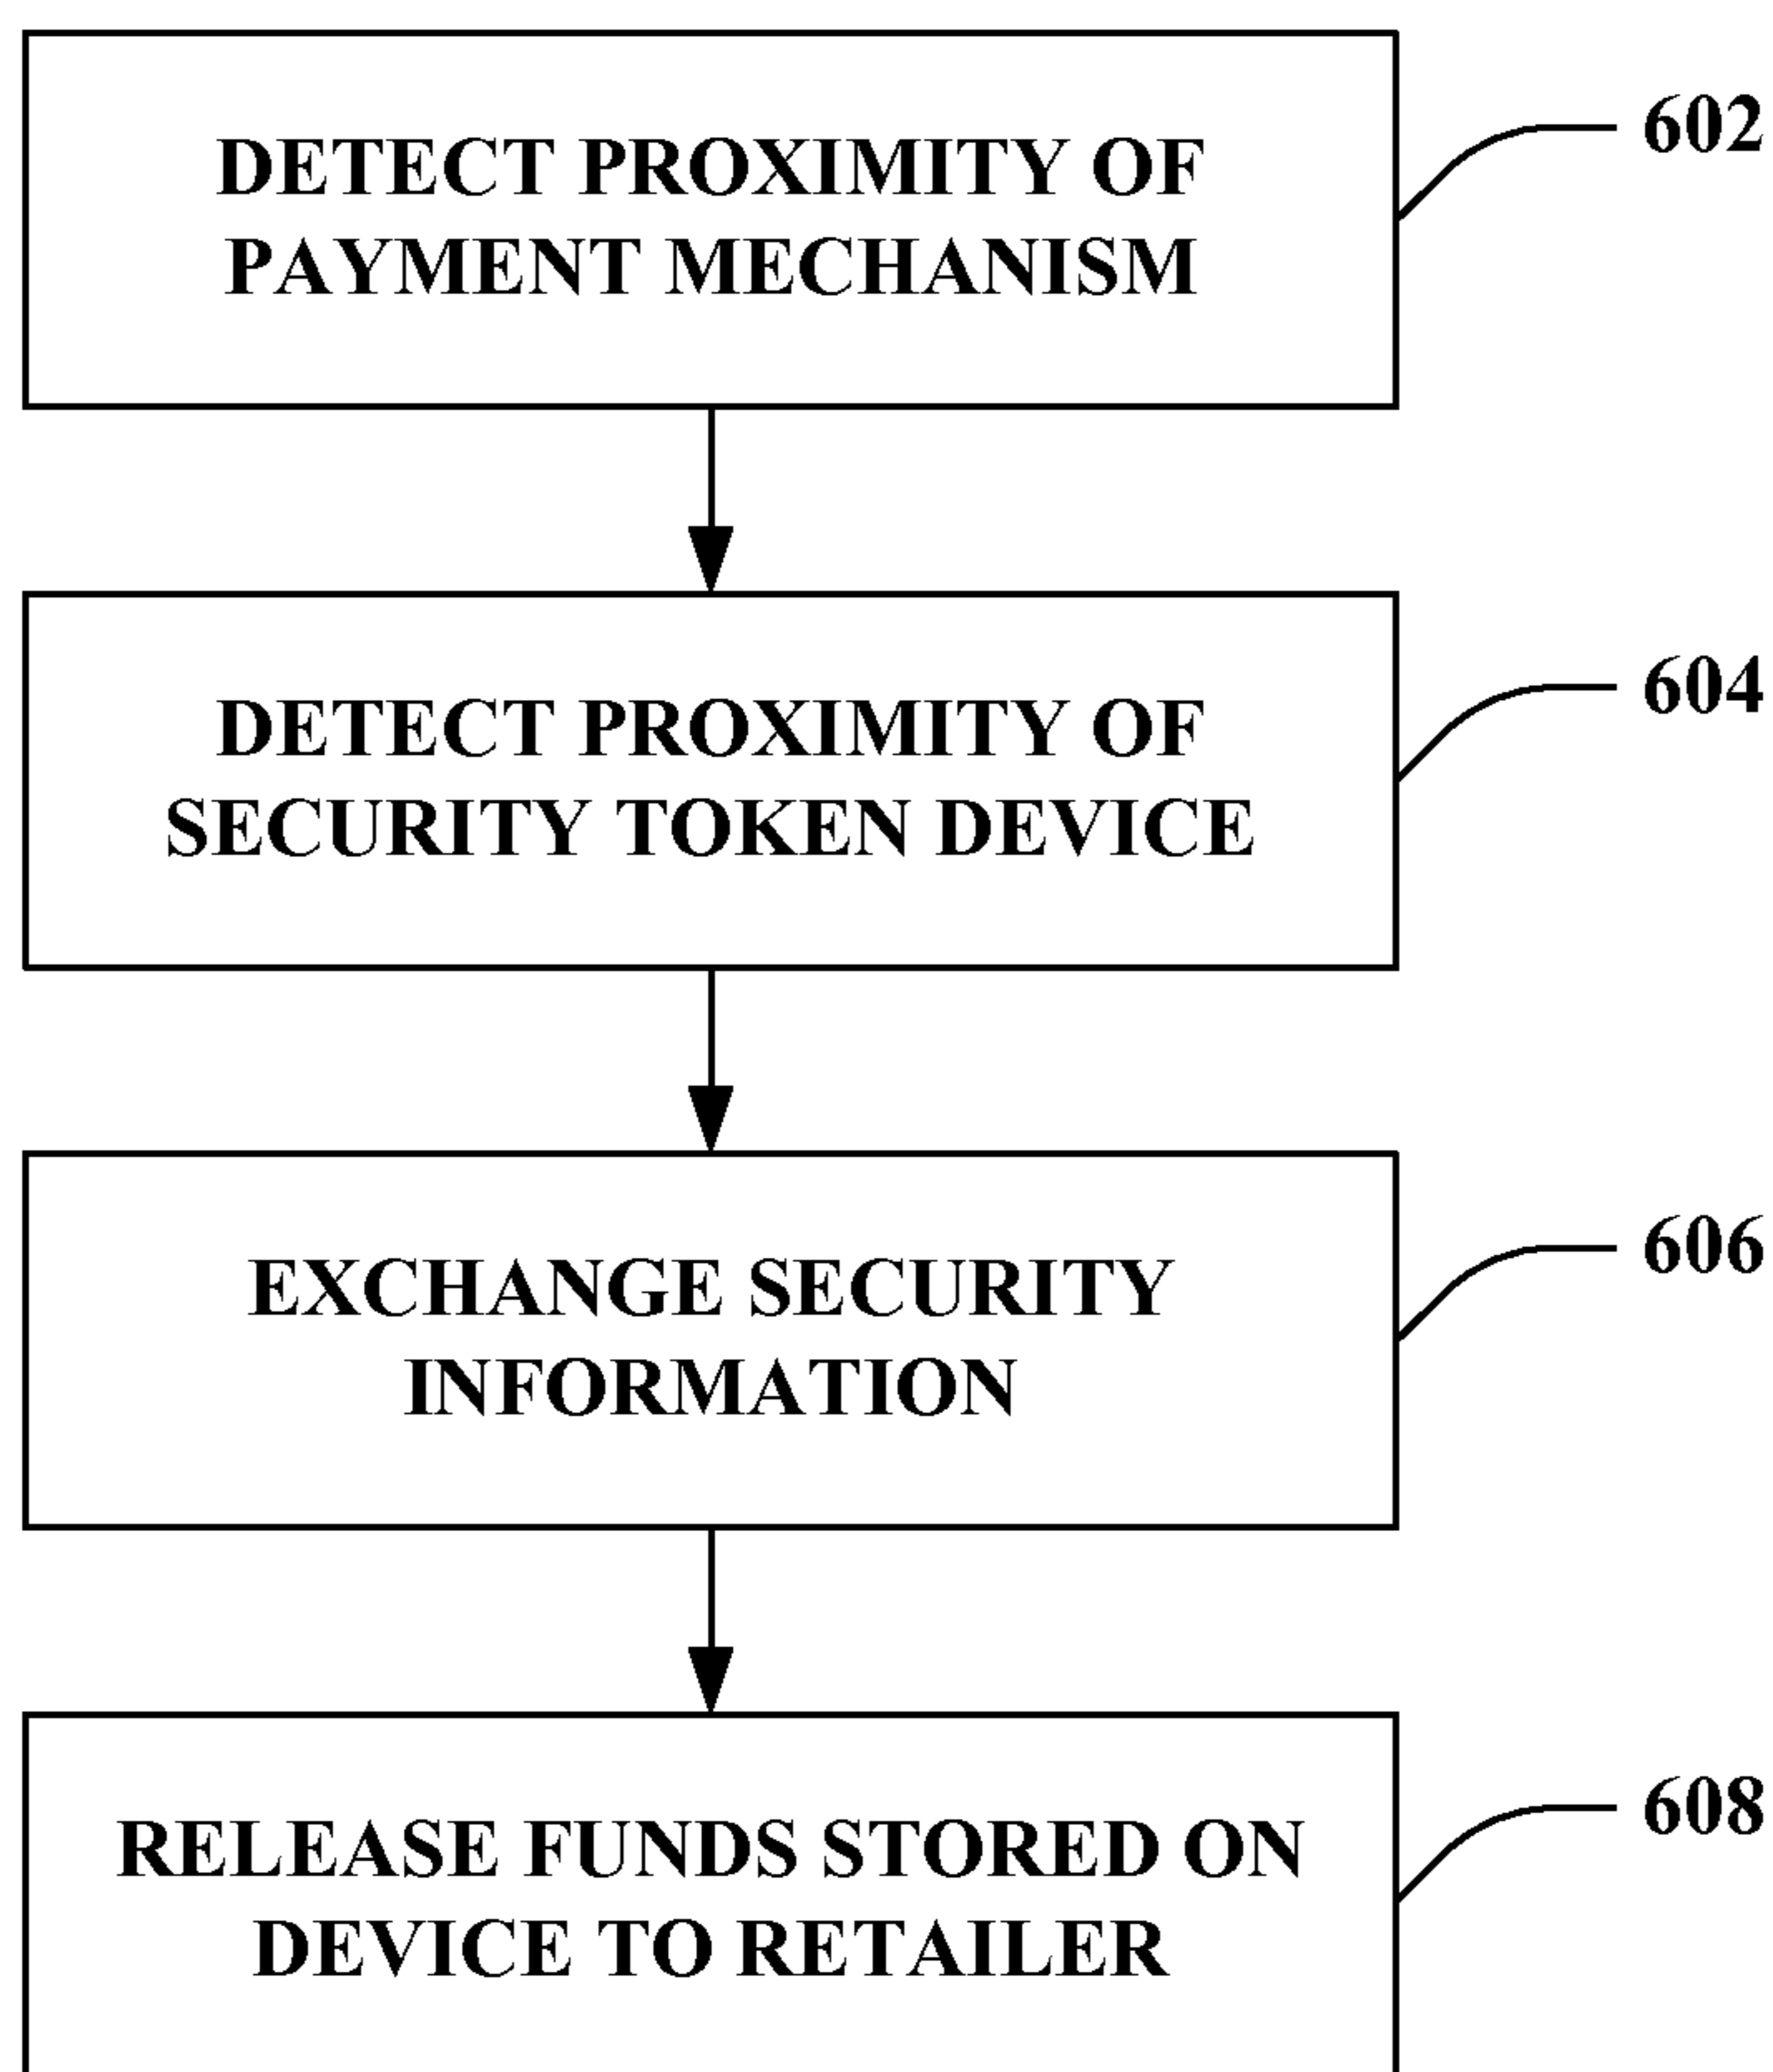 DETECT PROXIMITY OF
PAYMENT MECHANISM
602
DETECT PROXIMITY OF
SECURITY TOKEN DEVICE
604
EXCHANGE SECURITY
INFORMATION
606
RELEASE FUNDS STORED ON
DEVICE TO RETAILER
608